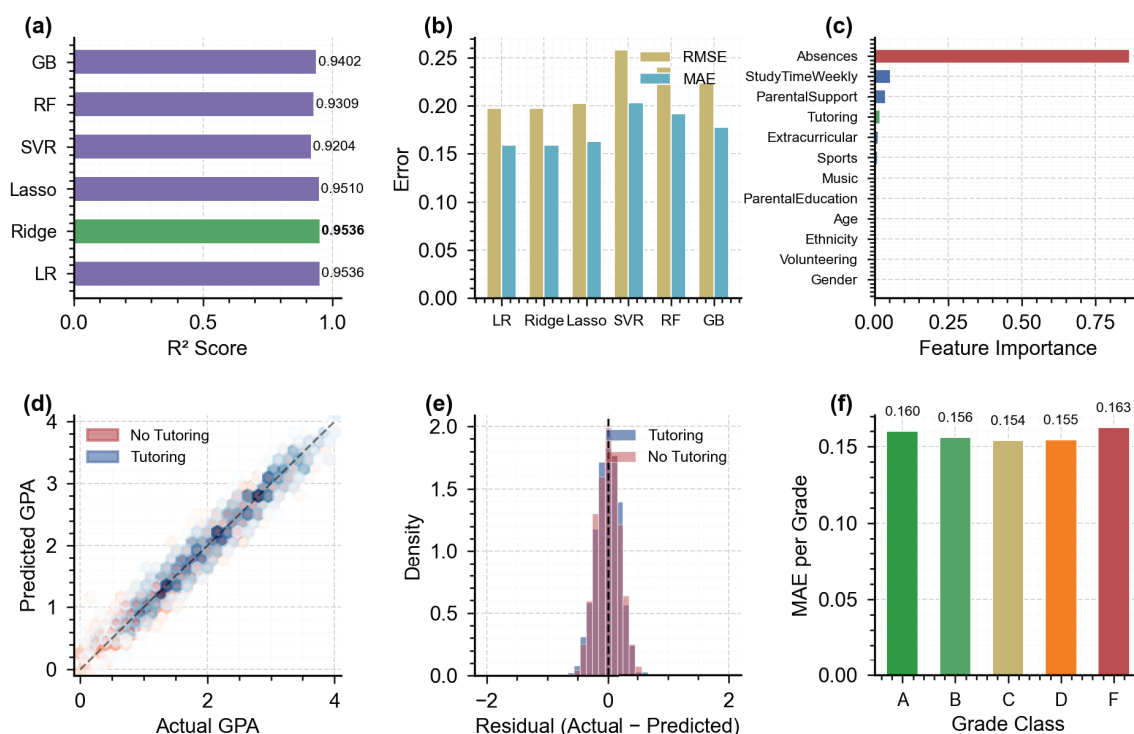 (a)
GB
RF
SVR
Lasso
Ridge
LR
0.9402
0.9309
0.9204
0.9510
0.9536
0.9536
0.0
0.5
1.0
R² Score
(b)
Error
0.25
0.20
0.15
0.10
0.05
0.00
RMSE
MAE
LR
Ridge
Lasso
SVR
RF
GB
(c)
Absences
StudyTimeWeekly
ParentalSupport
Tutoring
Extracurricular
Sports
Music
ParentalEducation
Age
Ethnicity
Volunteering
Gender
0.00
0.25
0.50
0.75
Feature Importance
(d)
Predicted GPA
4
3
2
1
0
No Tutoring
Tutoring
0
2
4
Actual GPA
(e)
Density
2.0
1.5
1.0
0.5
0.0
Tutoring
No Tutoring
−2
0
2
Residual (Actual − Predicted)
(f)
MAE per Grade
0.15
0.10
0.05
0.00
0.160
0.156
0.154
0.155
0.163
A
B
C
D
F
Grade Class